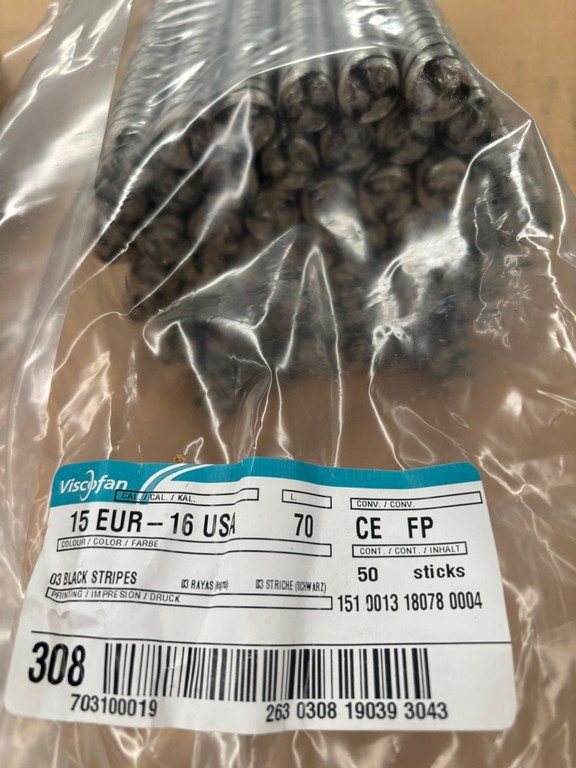 Viscofan
CAL. / CAL. / KAL.
L.
CONV. / CONV.
15 EUR – 16 USA
70
CE FP
COLOUR / COLOR / FARBE
CONT. / CONT. / INHALT
03 BLACK STRIPES
03 RAYAS (Negro)
03 STRICHE (SCHWARZ)
50 sticks
PRINTING / IMPRESION / DRUCK
151 0013 18078 0004
308
703100019
263 0308 19039 3043